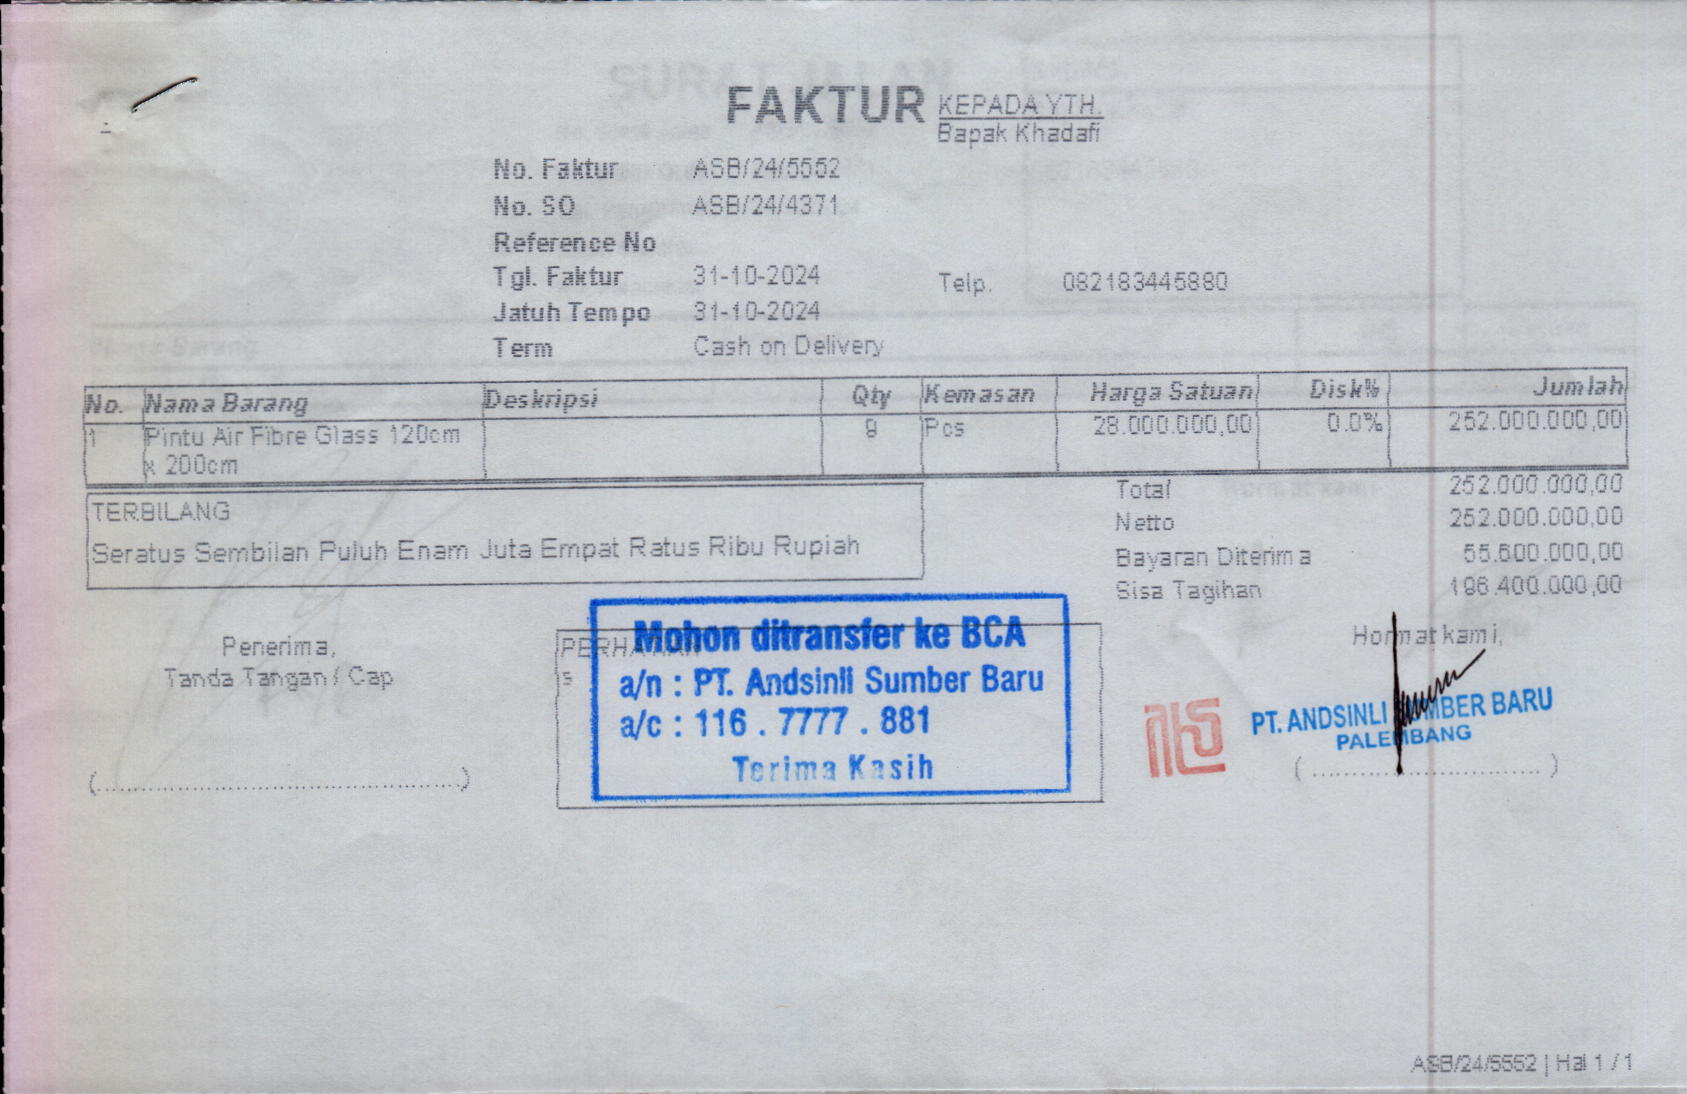 FAKTUR
KEPADA YTH.
Bapak Khadafi
No. Faktur ASB/24/5552
No. SO ASB/24/4371
Reference No
Tgl. Faktur 31-10-2024
Telp. 082183445880
Jatuh Tempo 31-10-2024
Term Cash on Delivery
No. Nama Barang Deskripsi Qty Kemasan Harga Satuan Disk% Jumlah
1 Pintu Air Fibre Glass 120cm 9 Pcs 28.000.000,00 0.0% 252.000.000,00
x 200cm
Total 252.000.000,00
TERBILANG
Netto 252.000.000,00
Seratus Sembilan Puluh Enam Juta Empat Ratus Ribu Rupiah
Bayaran Diterima 55.600.000,00
Sisa Tagihan 196.400.000,00
Penerima,
Tanda Tangan / Cap
(....................)
PERHATIAN
s
Mohon ditransfer ke BCA
a/n : PT. Andsinli Sumber Baru
a/c : 116 . 7777 . 881
Terima Kasih
Hormat kami,
PT. ANDSINLI SUMBER BARU
PALEMBANG
(....................)
ASB/24/5552 | Hal 1 / 1